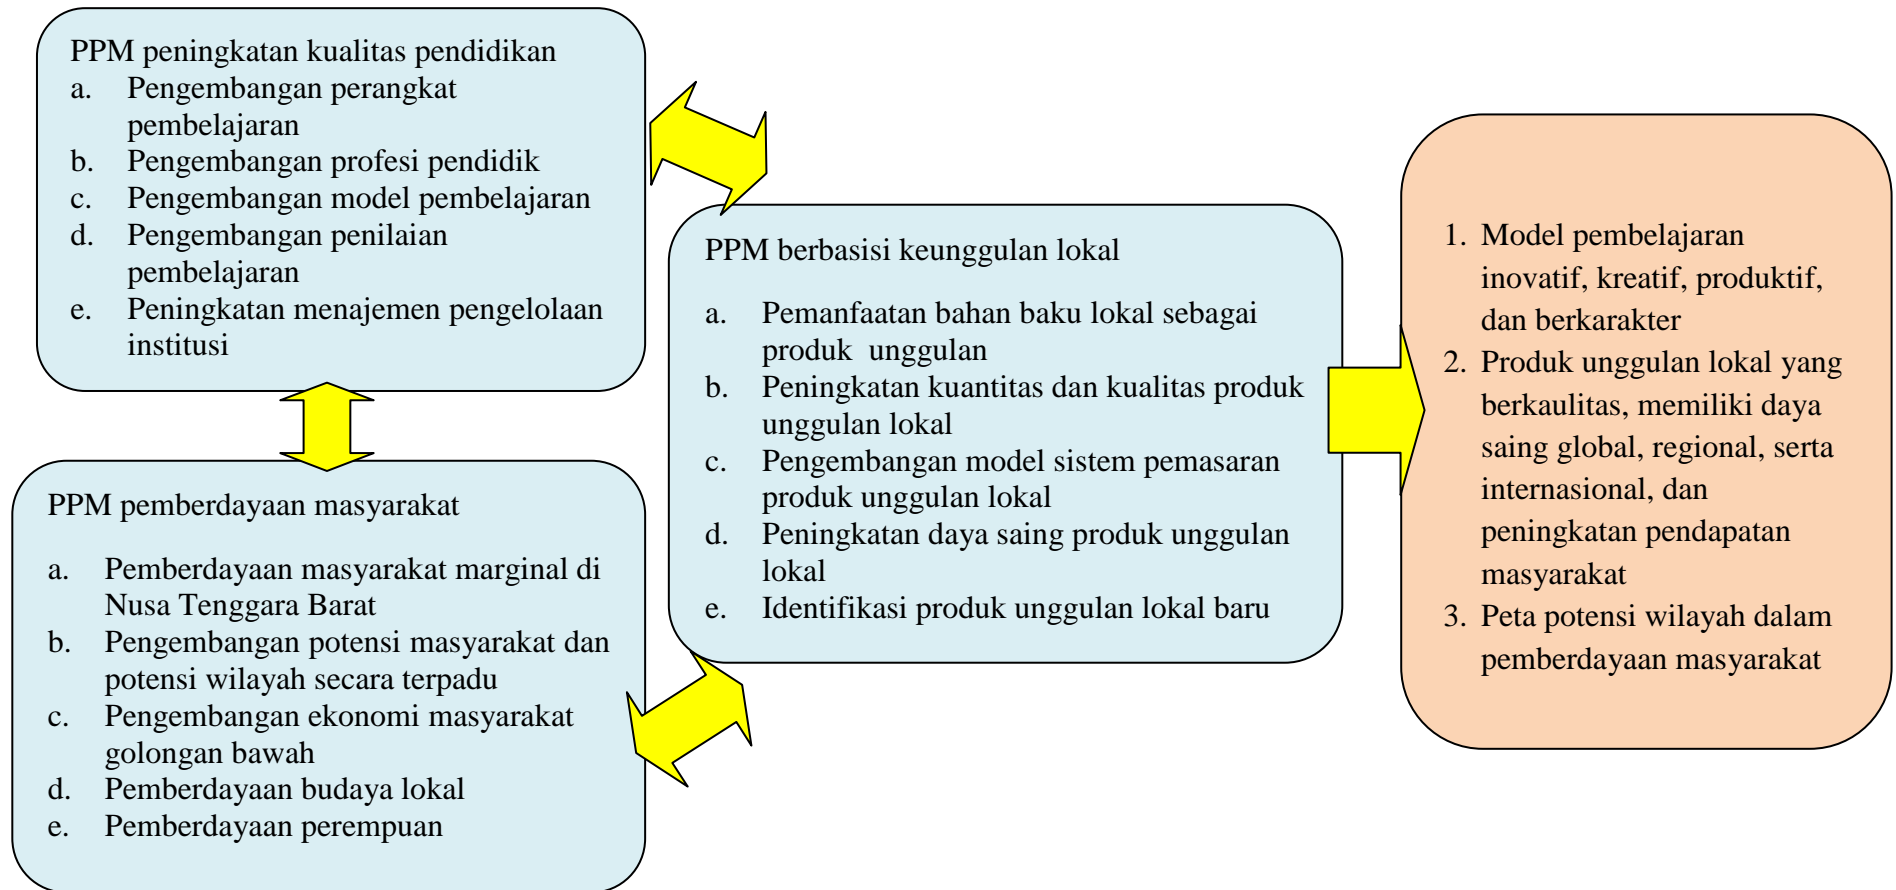 PPM peningkatan kualitas pendidikan
a. Pengembangan perangkat
pembelajaran
b. Pengembangan profesi pendidik
c. Pengembangan model pembelajaran
d. Pengembangan penilaian
pembelajaran
e. Peningkatan menajemen pengelolaan
institusi
PPM pemberdayaan masyarakat
a. Pemberdayaan masyarakat marginal di
Nusa Tenggara Barat
b. Pengembangan potensi masyarakat dan
potensi wilayah secara terpadu
c. Pengembangan ekonomi masyarakat
golongan bawah
d. Pemberdayaan budaya lokal
e. Pemberdayaan perempuan
PPM berbasisi keunggulan lokal
a. Pemanfaatan bahan baku lokal sebagai
produk unggulan
b. Peningkatan kuantitas dan kualitas produk
unggulan lokal
c. Pengembangan model sistem pemasaran
produk unggulan lokal
d. Peningkatan daya saing produk unggulan
lokal
e. Identifikasi produk unggulan lokal baru
1. Model pembelajaran
inovatif, kreatif, produktif,
dan berkarakter
2. Produk unggulan lokal yang
berkaulitas, memiliki daya
saing global, regional, serta
internasional, dan
peningkatan pendapatan
masyarakat
3. Peta potensi wilayah dalam
pemberdayaan masyarakat